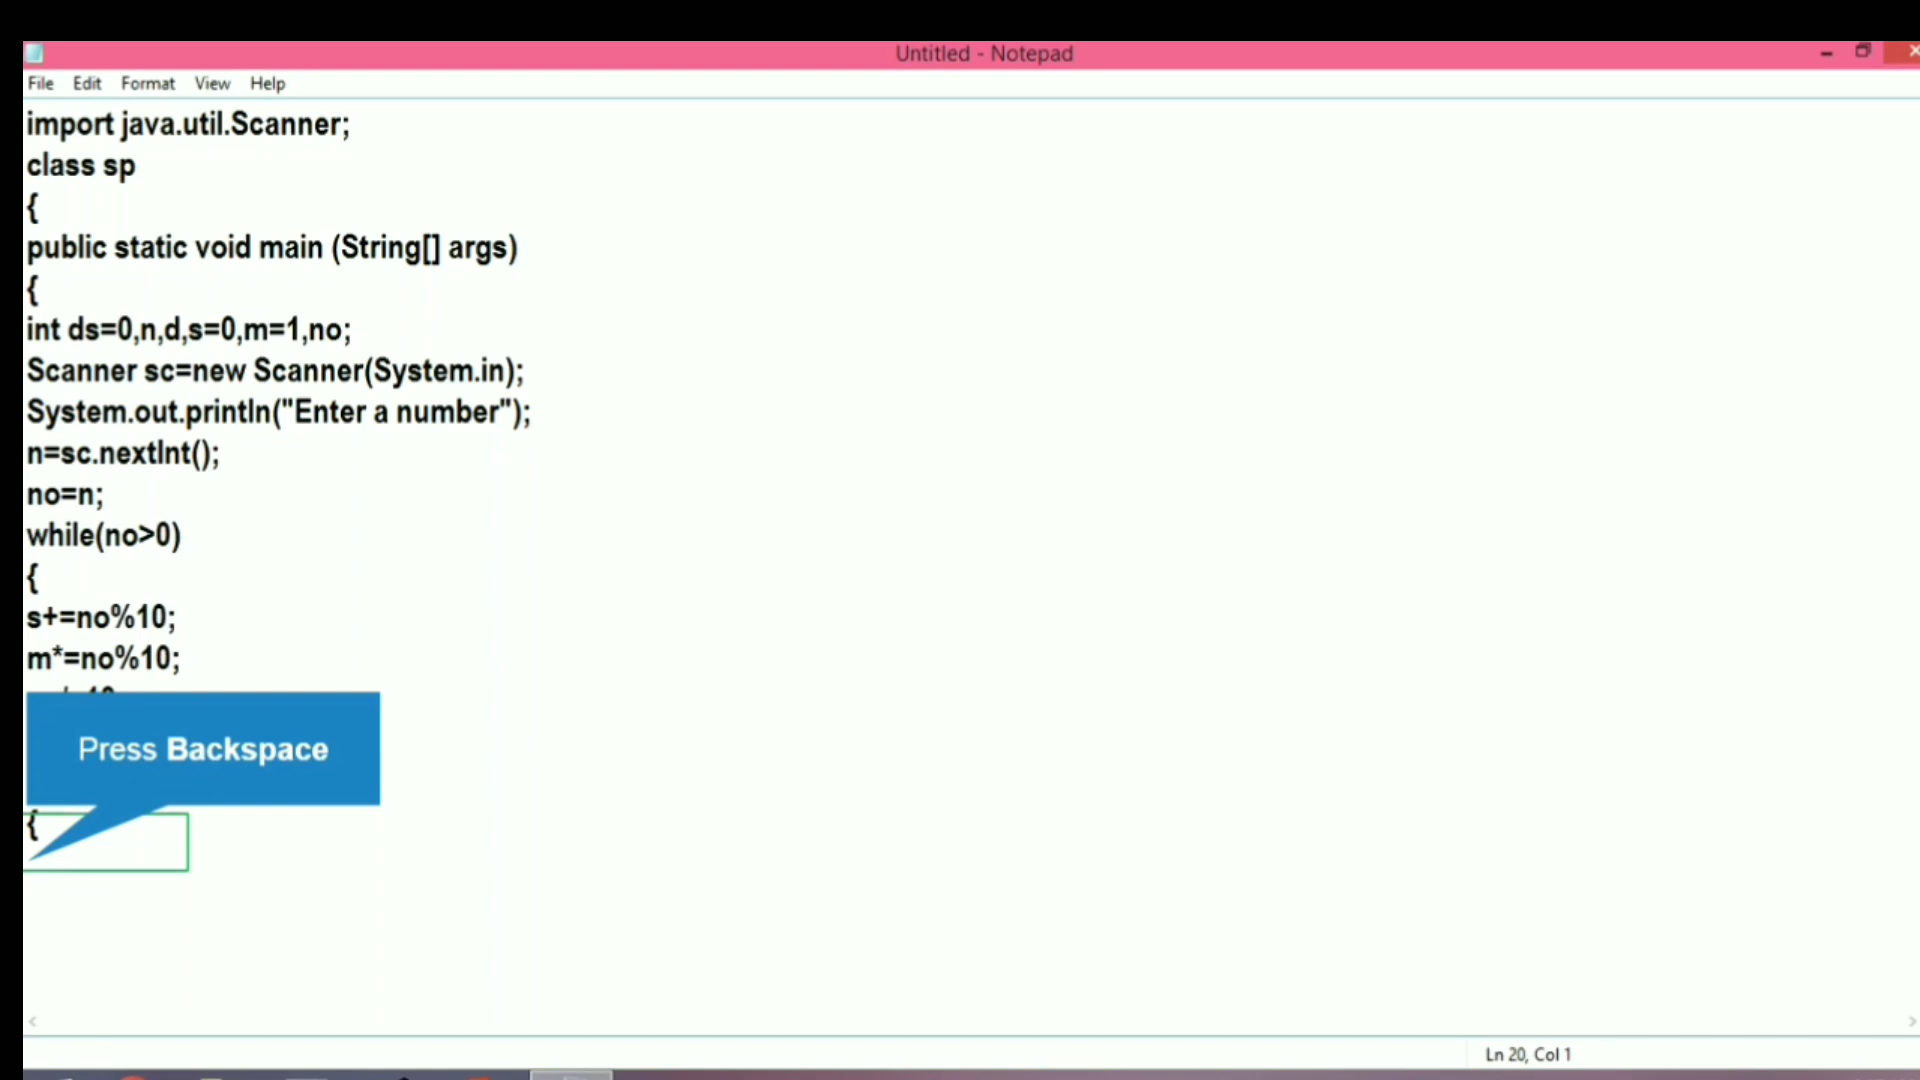 Untitled - Notepad
File Edit Format View Help
import java.util.Scanner;
class sp
{
public static void main (String[] args)
{
int ds=0,n,d,s=0,m=1,no;
Scanner sc=new Scanner(System.in);
System.out.println("Enter a number");
n=sc.nextInt();
no=n;
while(no>0)
{
s+=no%10;
m*=no%10;
Press Backspace
{
Ln 20, Col 1